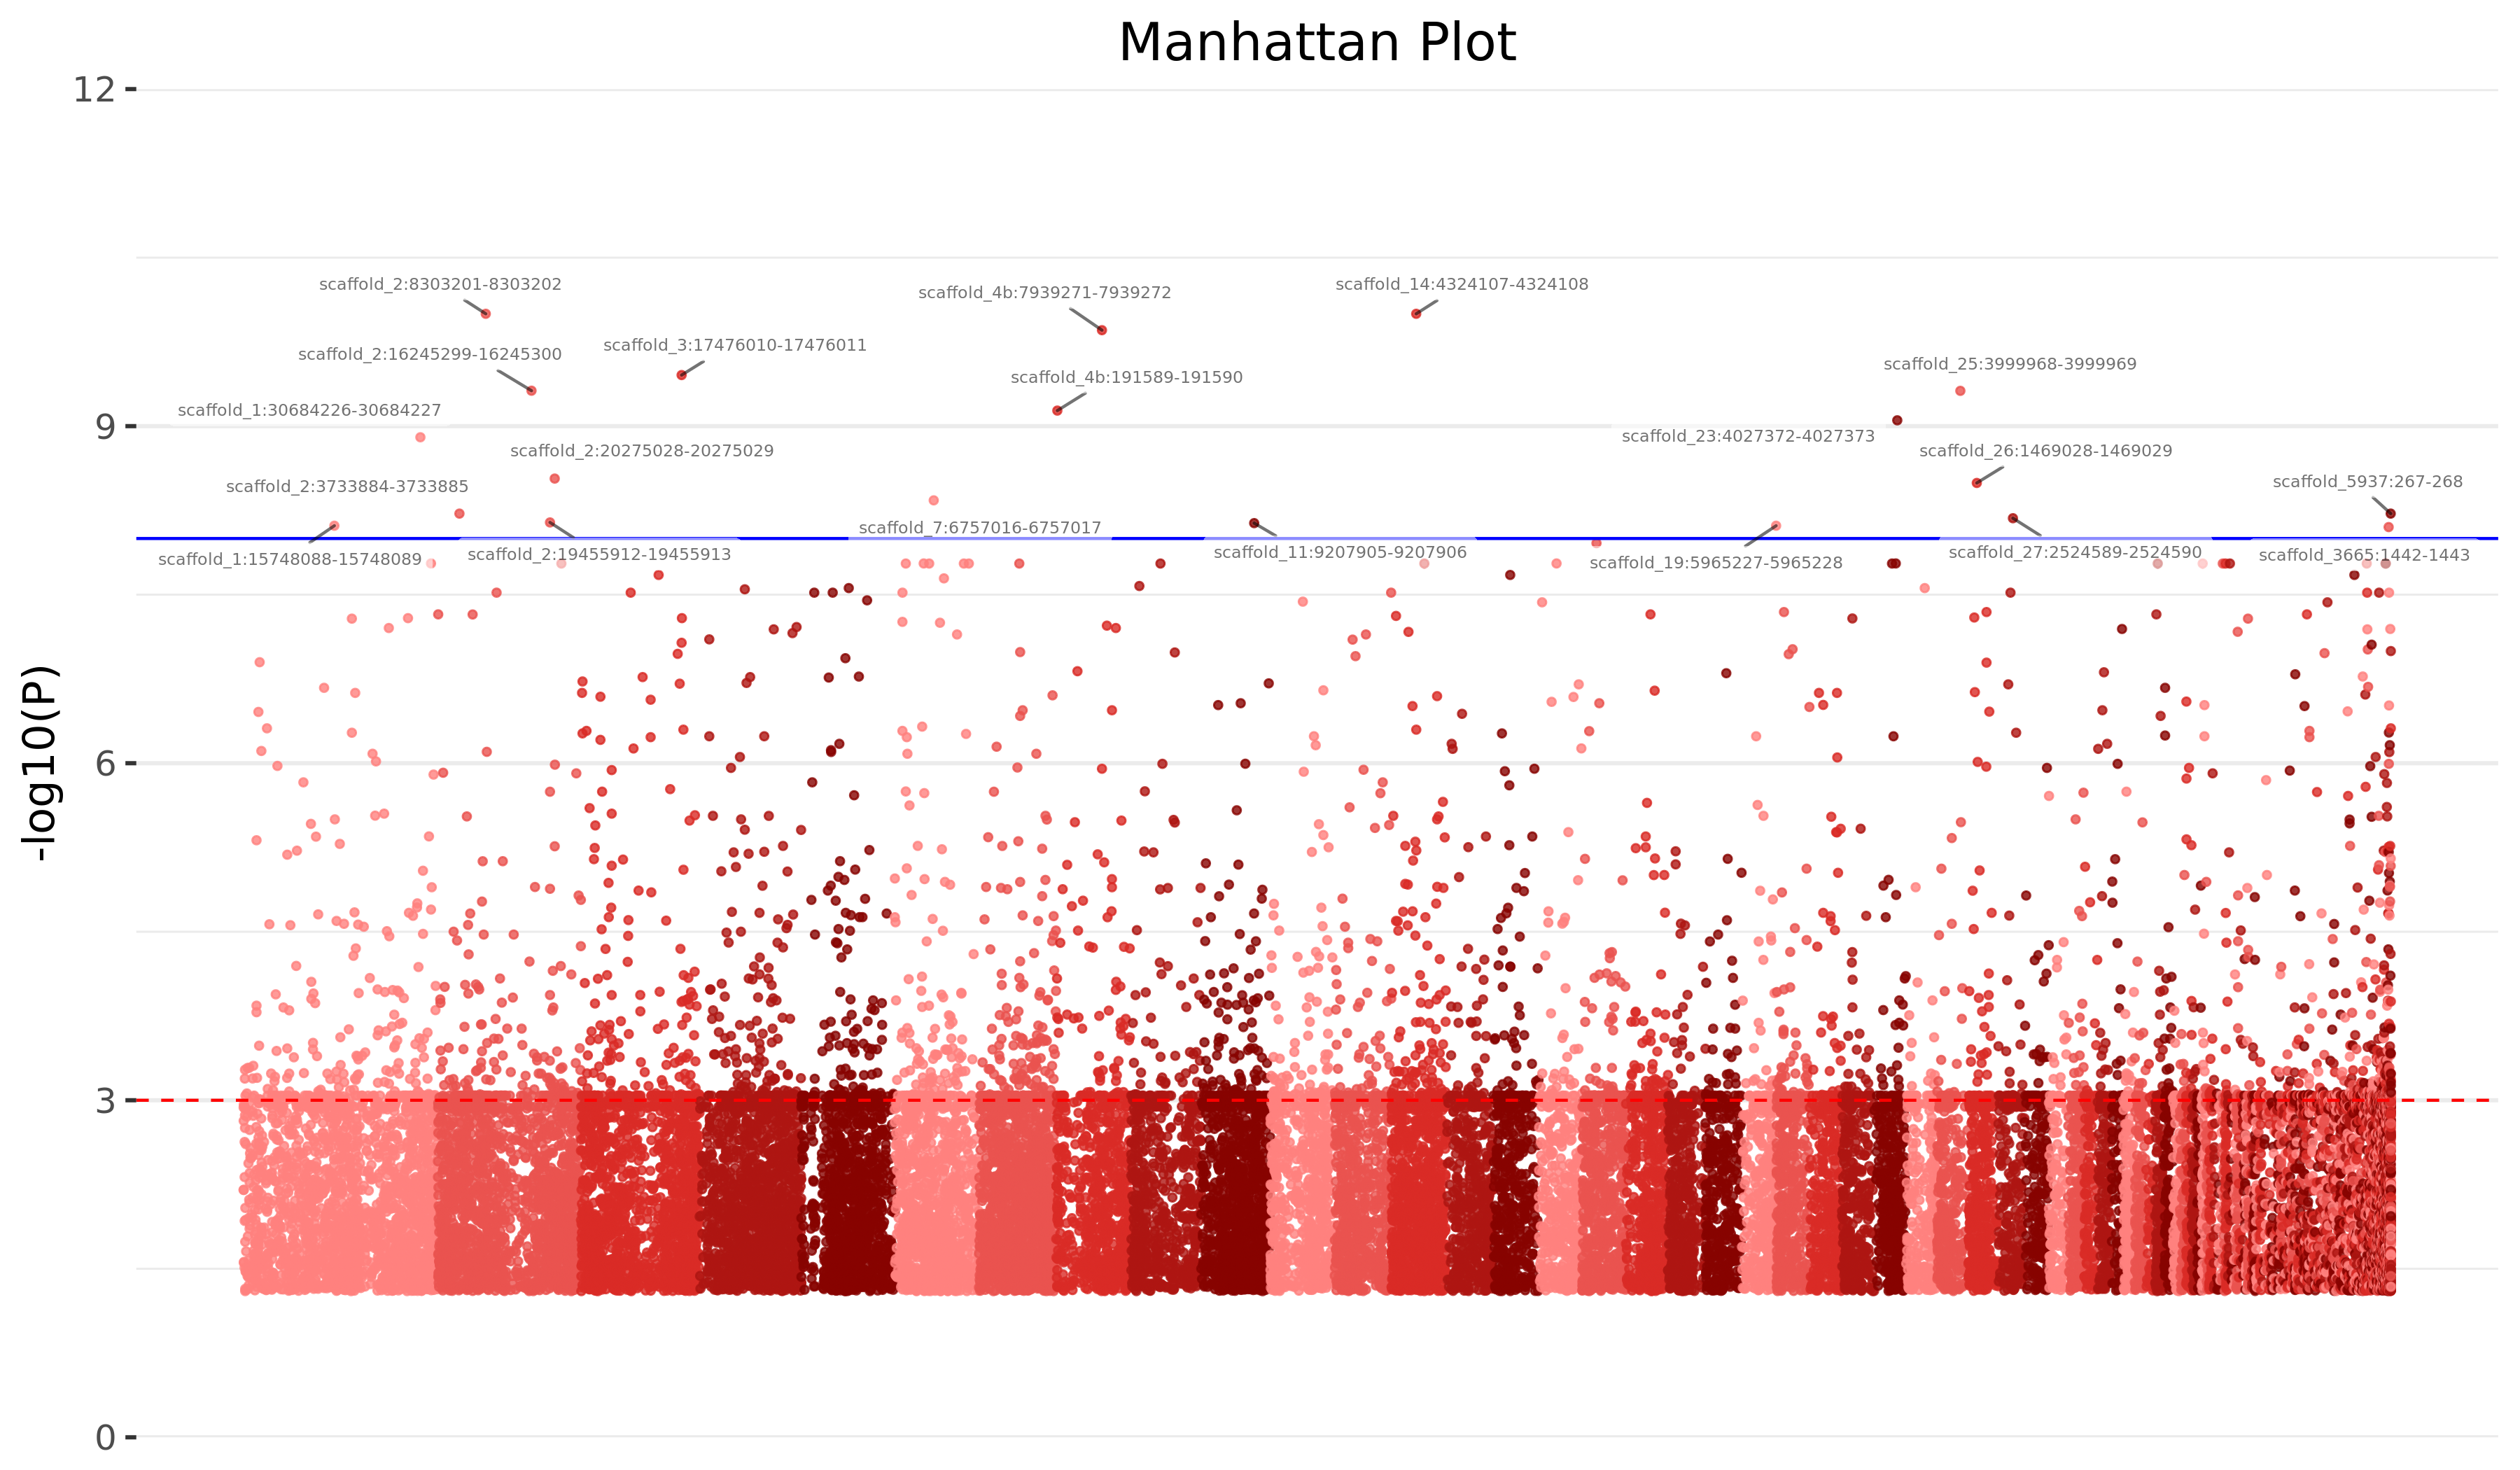 Manhattan Plot
12
scaffold_2:8303201-8303202
scaffold_4b:7939271-7939272
scaffold_14:4324107-4324108
scaffold_2:16245299-16245300
scaffold_3:17476010-17476011
scaffold_25:3999968-3999969
scaffold_4b:191589-191590
scaffold_1:30684226-30684227
9
scaffold_23:4027372-4027373
scaffold_2:20275028-20275029
scaffold_26:1469028-1469029
scaffold_2:3733884-3733885
scaffold_5937:267-268
scaffold_7:6757016-6757017
scaffold_1:15748088-15748089
scaffold_2:19455912-19455913
scaffold_11:9207905-9207906
scaffold_19:5965227-5965228
scaffold_27:2524589-2524590
scaffold_3665:1442-1443
-log10(P)
6
3
0